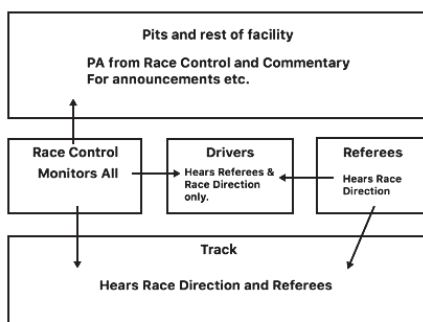 Pits and rest of facility
PA from Race Control and Commentary
For announcements etc.
Race Control
Monitors All
Drivers
Hears Referees &
Race Direction
only.
Referees
Hears Race
Direction
Track
Hears Race Direction and Referees